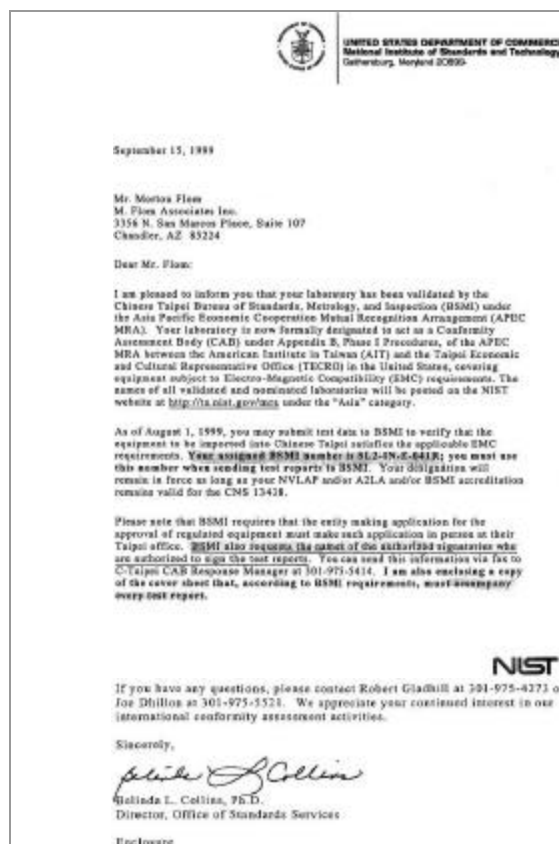 UNITED STATES DEPARTMENT OF COMMERCE
National Institute of Standards and Technology
Gaithersburg, Maryland 20899-
September 15, 1999
Mr. Morton Flom
M. Flom Associates Inc.
3356 N. San Marcos Place, Suite 107
Chandler, AZ 85224
Dear Mr. Flom:
I am pleased to inform you that your laboratory has been validated by the
Chinese Taipei Bureau of Standards, Metrology, and Inspection (BSMI) under
the Asia Pacific Economic Cooperation Mutual Recognition Arrangement (APEC
MRA). Your laboratory is now formally designated to act as a Conformity
Assessment Body (CAB) under Appendix B, Phase I Procedures, of the APEC
MRA between the American Institute in Taiwan (AIT) and the Taipei Economic
and Cultural Representative Office (TECRO) in the United States, covering
equipment subject to Electro-Magnetic Compatibility (EMC) requirements. The
names of all validated and nominated laboratories will be posted on the NIST
website at http://ts.nist.gov/mra under the "Asia" category.
As of August 1, 1999, you may submit test data to BSMI to verify that the
equipment to be imported into Chinese Taipei satisfies the applicable EMC
requirements. Your assigned BSMI number is SL2-IN-E-041R; you must use
this number when sending test reports to BSMI. Your designation will
remain in force as long as your NVLAP and/or A2LA and/or BSMI accreditation
remains valid for the CNS 13438.
Please note that BSMI requires that the entity making application for the
approval of regulated equipment must make such application in person at their
Taipei office. BSMI also requests the names of the authorized signatories who
are authorized to sign the test reports. You can send this information via fax to
C-Taipei CAB Response Manager at 301-975-5414. I am also enclosing a copy
of the cover sheet that, according to BSMI requirements, must accompany
every test report.
NIST
If you have any questions, please contact Robert Gladhill at 301-975-4273 o
Joe Dhillon at 301-975-5521. We appreciate your continued interest in our
international conformity assessment activities.
Sincerely,
Belinda L Collins
Belinda L. Collins, Ph.D.
Director, Office of Standards Services
Enclosure